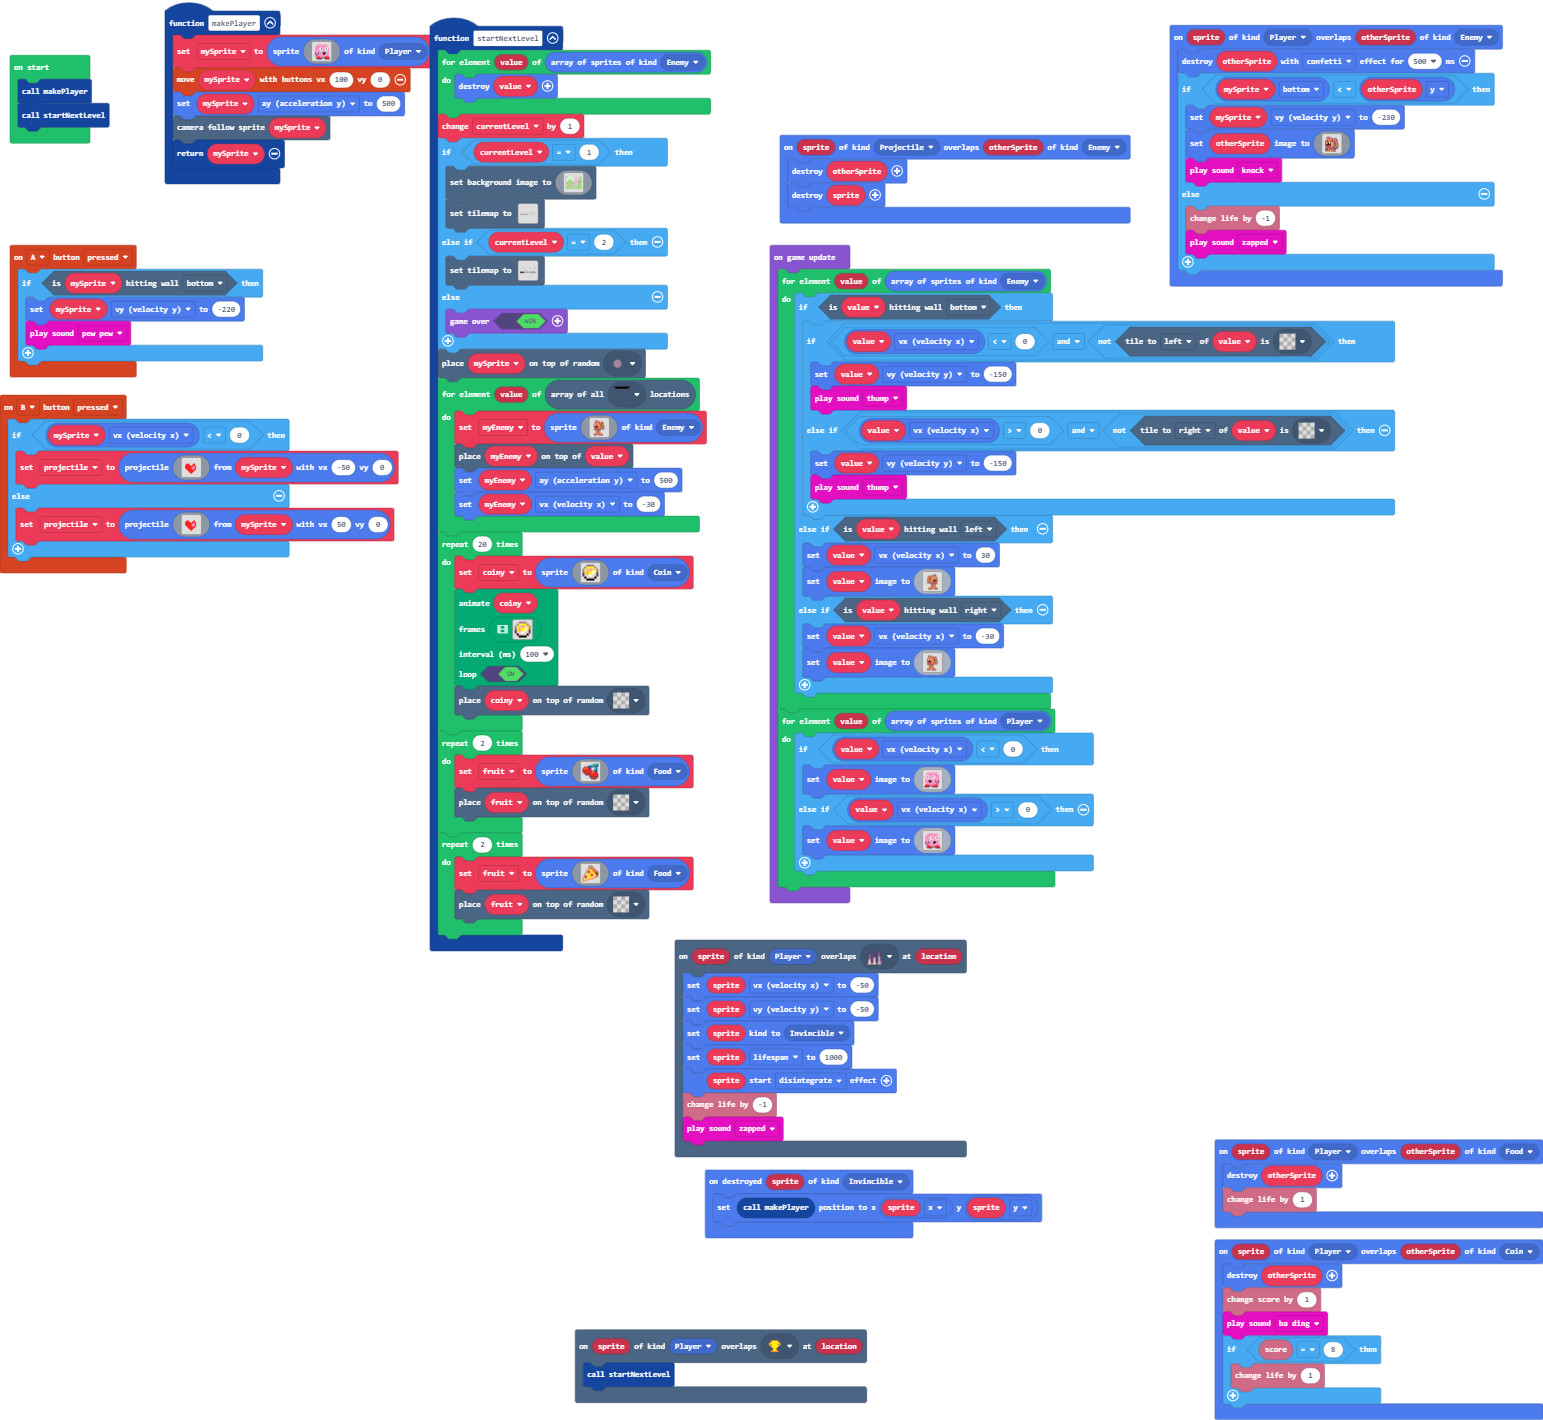 on start
call makePlayer
call startNextLevel
function makePlayer
set mySprite to sprite of kind Player
move mySprite with buttons vx 100 vy 0
set mySprite ay (acceleration y) to 500
camera follow sprite mySprite
return mySprite
on A button pressed
if is mySprite hitting wall bottom then
set mySprite vy (velocity y) to -220
play sound pew pew
on B button pressed
if mySprite vx (velocity x) < 0 then
set projectile to projectile from mySprite with vx -50 vy 0
else
set projectile to projectile from mySprite with vx 50 vy 0
function startNextLevel
for element value of array of sprites of kind Enemy
do
destroy value
change currentLevel by 1
if currentLevel = 1 then
set background image to
set tilemap to
else if currentLevel = 2 then
set tilemap to
else
game over WIN
place mySprite on top of random
for element value of array of all locations
do
set myEnemy to sprite of kind Enemy
place myEnemy on top of value
set myEnemy ay (acceleration y) to 500
set myEnemy vx (velocity x) to -30
repeat 20 times
do
set coiny to sprite of kind Coin
animate coiny
frames
interval (ms) 100
loop ON
place coiny on top of random
repeat 2 times
do
set fruit to sprite of kind Food
place fruit on top of random
repeat 2 times
do
set fruit to sprite of kind Food
place fruit on top of random
on sprite of kind Projectile overlaps otherSprite of kind Enemy
destroy otherSprite
destroy sprite
on game update
for element value of array of sprites of kind Enemy
do
if is value hitting wall bottom then
if value vx (velocity x) < 0 and not tile to left of value is then
set value vy (velocity y) to -150
play sound thump
else if value vx (velocity x) > 0 and not tile to right of value is then
set value vy (velocity y) to -150
play sound thump
else if is value hitting wall left then
set value vx (velocity x) to 30
set value image to
else if is value hitting wall right then
set value vx (velocity x) to -30
set value image to
for element value of array of sprites of kind Player
do
if value vx (velocity x) < 0 then
set value image to
else if value vx (velocity x) > 0 then
set value image to
on sprite of kind Player overlaps otherSprite of kind Enemy
destroy otherSprite with confetti effect for 500 ms
if mySprite bottom < otherSprite y then
set mySprite vy (velocity y) to -230
set otherSprite image to
play sound knock
else
change life by -1
play sound zapped
on sprite of kind Player overlaps at location
set sprite vx (velocity x) to -50
set sprite vy (velocity y) to -50
set sprite kind to Invincible
set sprite lifespan to 1000
sprite start disintegrate effect
change life by -1
play sound zapped
on destroyed sprite of kind Invincible
set call makePlayer position to x sprite x y sprite y
on sprite of kind Player overlaps at location
call startNextLevel
on sprite of kind Player overlaps otherSprite of kind Food
destroy otherSprite
change life by 1
on sprite of kind Player overlaps otherSprite of kind Coin
destroy otherSprite
change score by 1
play sound ba ding
if score = 8 then
change life by 1